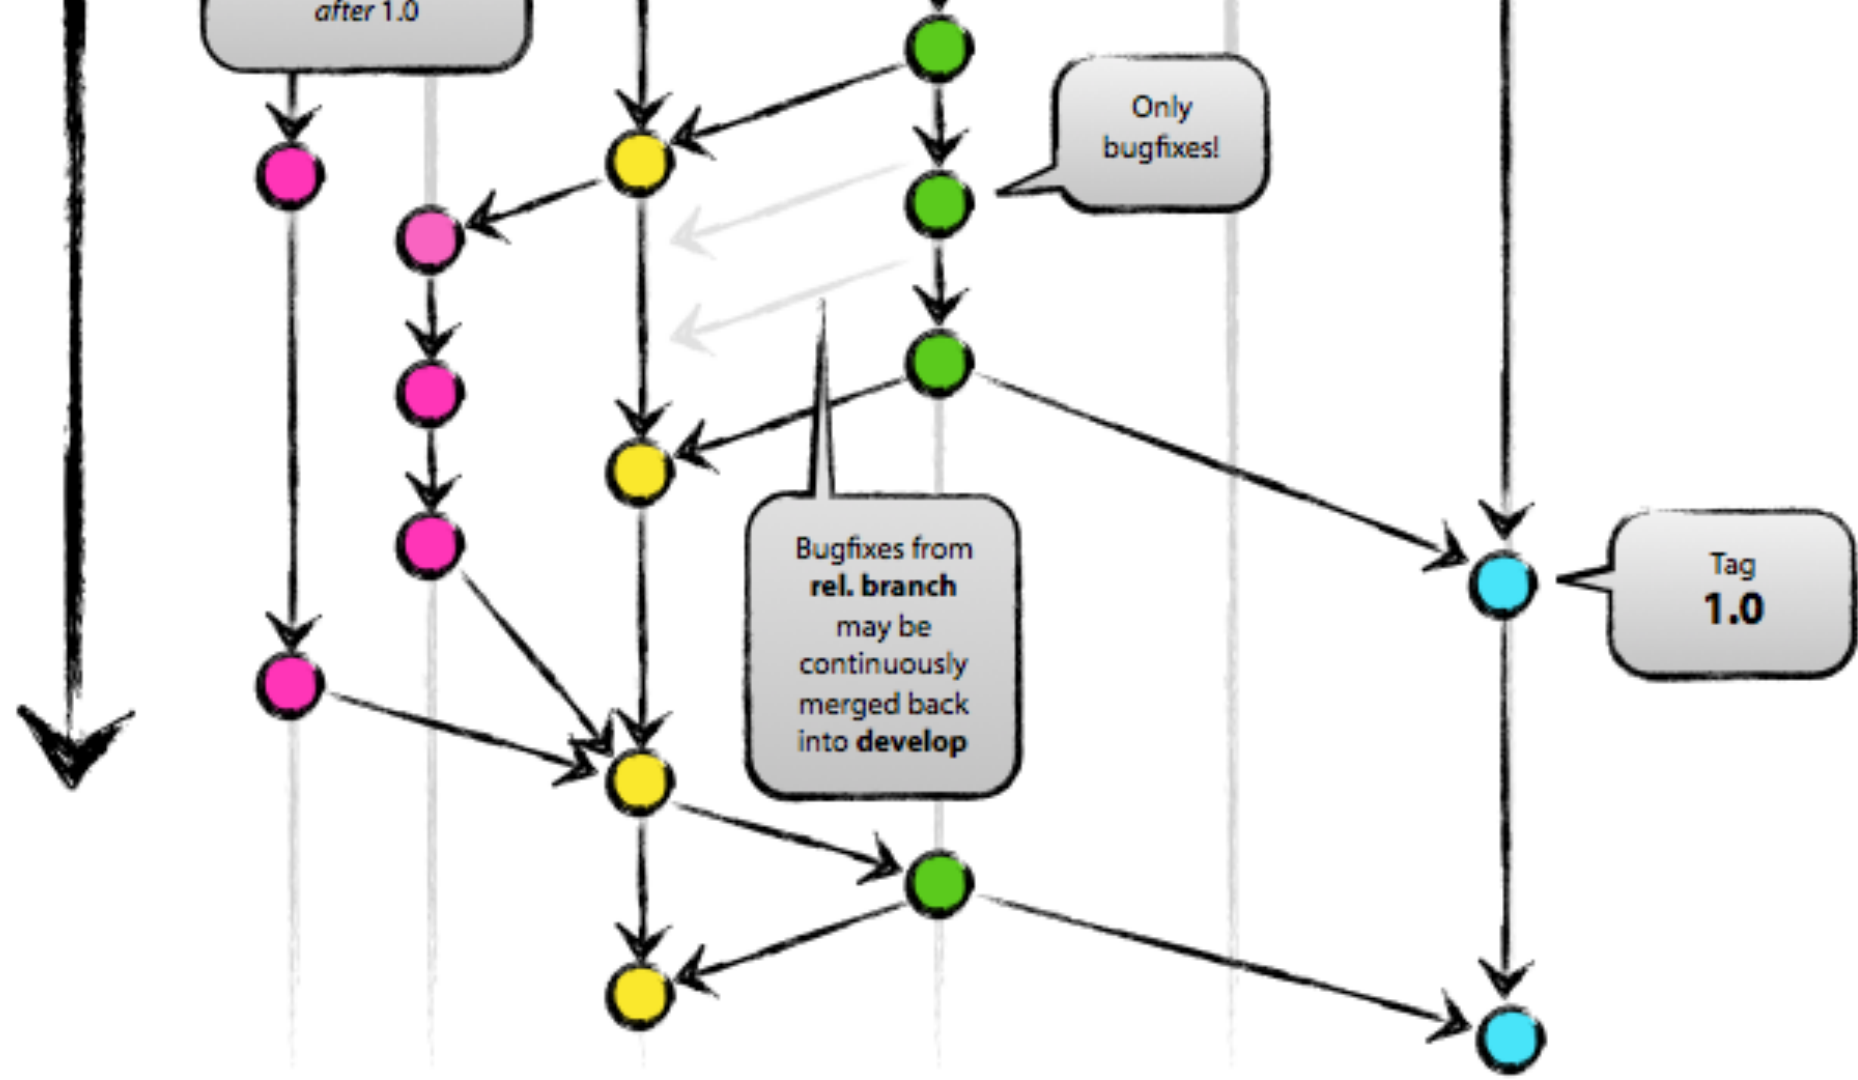 after 1.0
Only
bugfixes!
Bugfixes from
rel. branch
may be
continuously
merged back
into develop
Tag
1.0